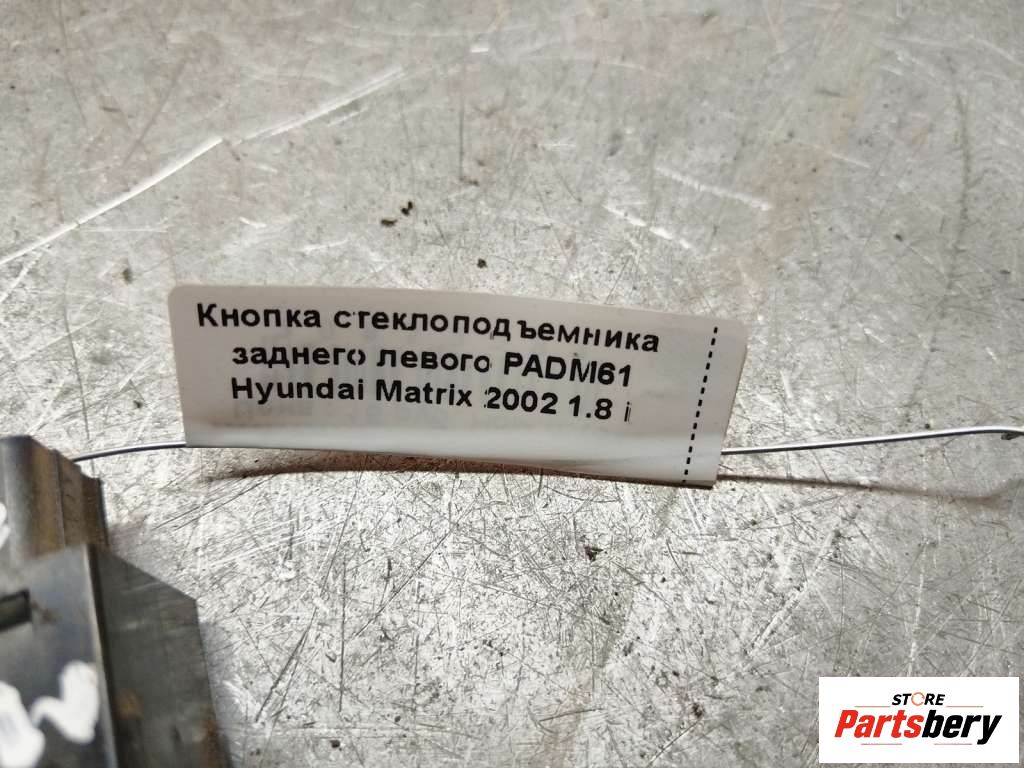 Кнопка стеклоподъемника
заднего левого PADM61
Hyundai Matrix 2002 1.8 i
STORE
Partsbery